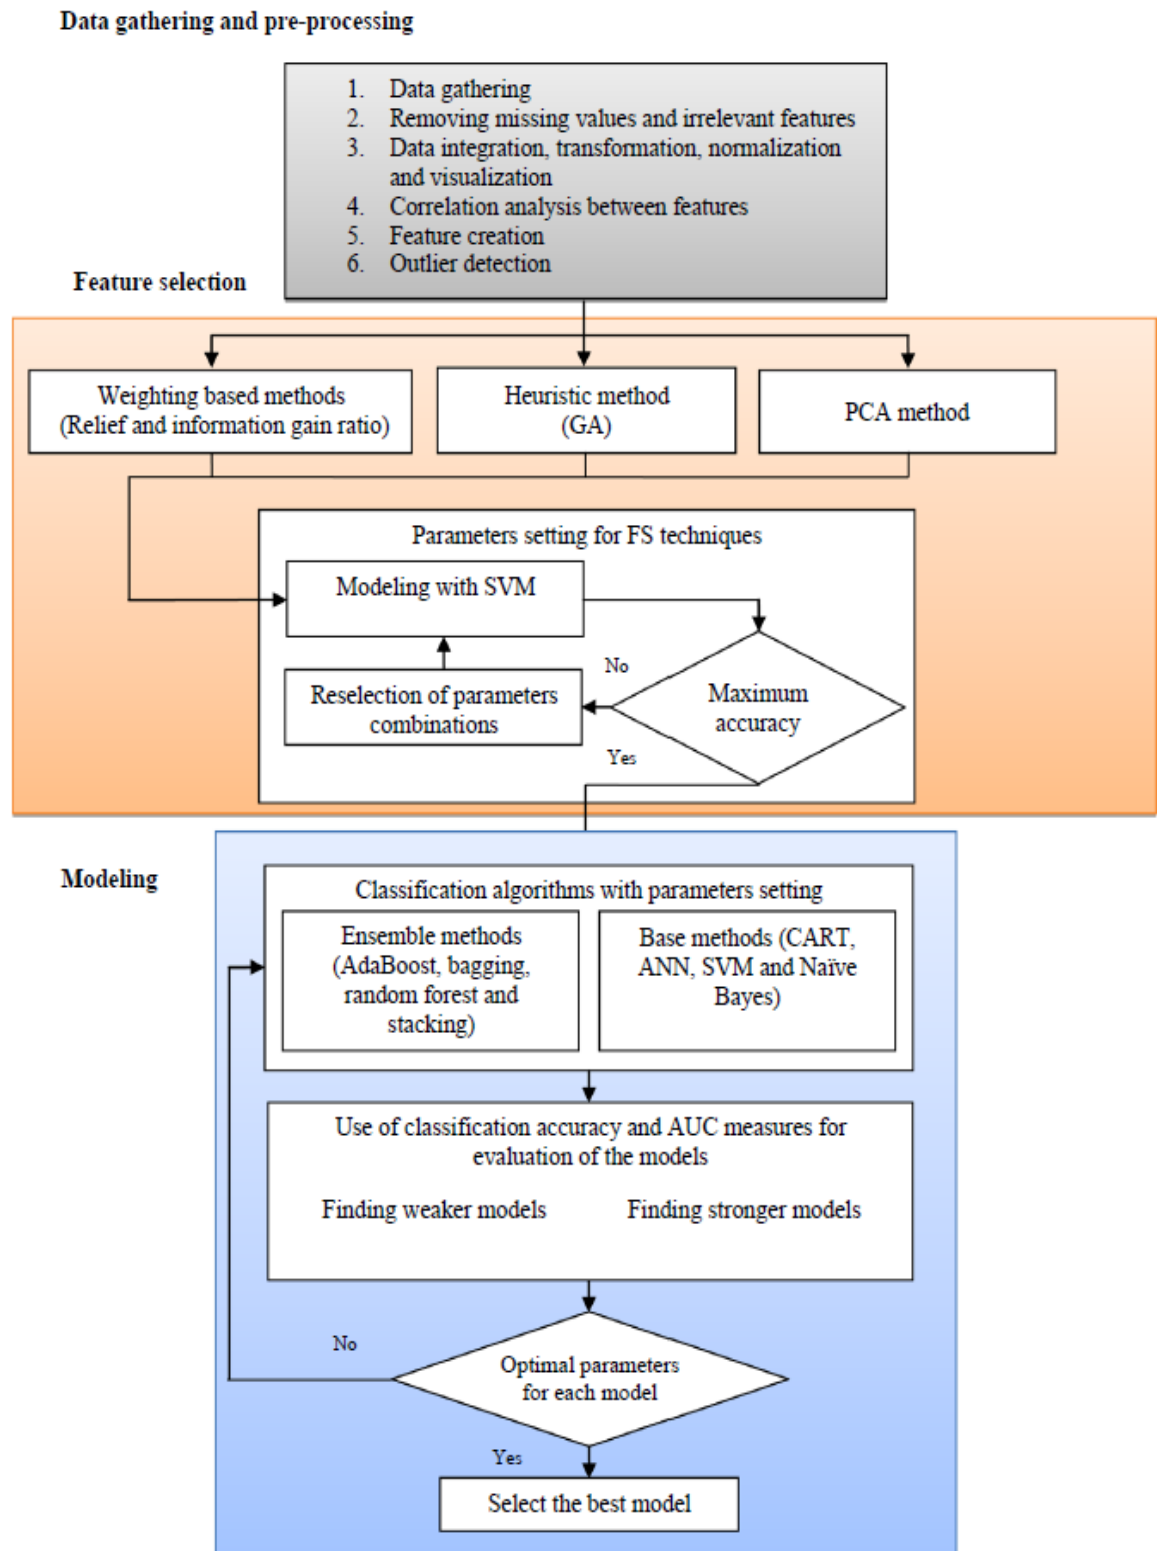 Data gathering and pre-processing
1. Data gathering
2. Removing missing values and irrelevant features
3. Data integration, transformation, normalization
and visualization
4. Correlation analysis between features
5. Feature creation
6. Outlier detection
Feature selection
Weighting based methods
(Relief and information gain ratio)
Heuristic method
(GA)
PCA method
Parameters setting for FS techniques
Modeling with SVM
No
Maximum
accuracy
Reselection of parameters
combinations
Yes
Modeling
Classification algorithms with parameters setting
Ensemble methods
(AdaBoost, bagging,
random forest and
stacking)
Base methods (CART,
ANN, SVM and Naïve
Bayes)
Use of classification accuracy and AUC measures for
evaluation of the models
Finding weaker models
Finding stronger models
No
Optimal parameters
for each model
Yes
Select the best model